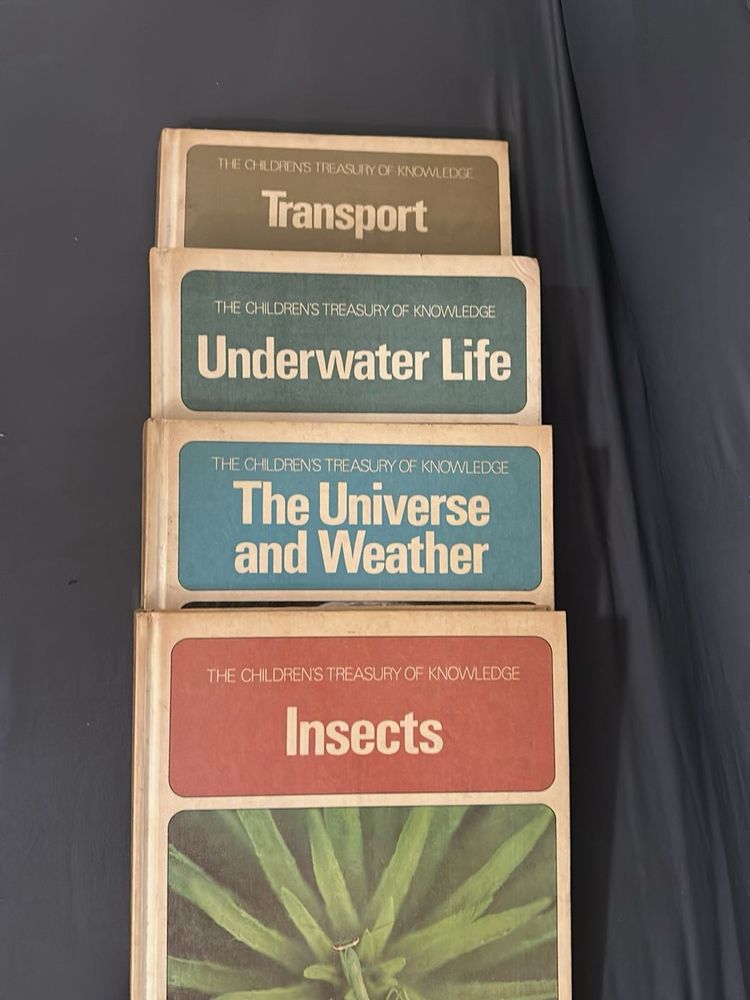 THE CHILDREN'S TREASURY OF KNOWLEDGE
Transport
THE CHILDREN'S TREASURY OF KNOWLEDGE
Underwater Life
THE CHILDREN'S TREASURY OF KNOWLEDGE
The Universe
and Weather
THE CHILDREN'S TREASURY OF KNOWLEDGE
Insects